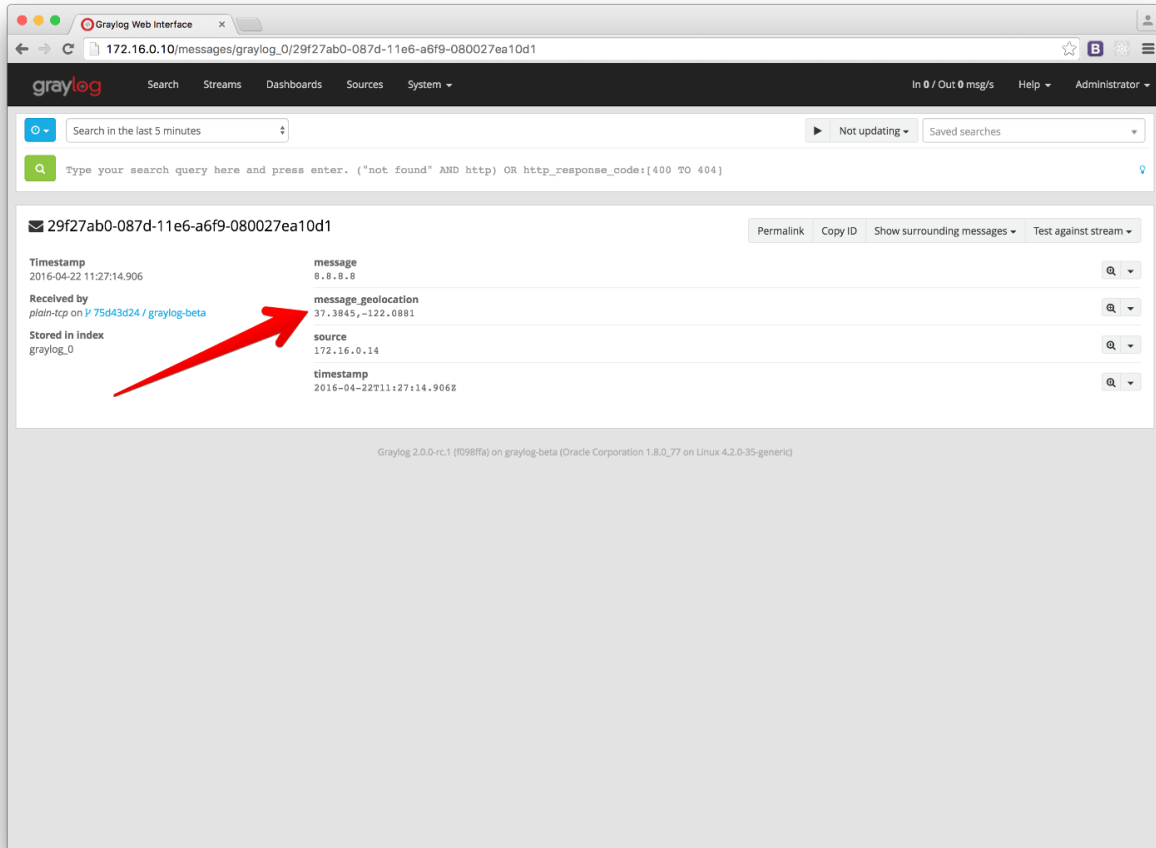 Graylog Web Interface
172.16.0.10/messages/graylog_0/29f27ab0-087d-11e6-a6f9-080027ea10d1
B
graylog Search Streams Dashboards Sources System In 0 / Out 0 msg/s Help Administrator
Search in the last 5 minutes Not updating Saved searches
Type your search query here and press enter. ("not found" AND http) OR http_response_code:[400 TO 404]
29f27ab0-087d-11e6-a6f9-080027ea10d1
Permalink Copy ID Show surrounding messages Test against stream
Timestamp
2016-04-22 11:27:14.906
Received by
plain-tcp on 75d43d24 / graylog-beta
Stored in index
graylog_0
message
8.8.8.8
message_geolocation
37.3845,-122.0881
source
172.16.0.14
timestamp
2016-04-22T11:27:14.906Z
Graylog 2.0.0-rc.1 (f098ffa) on graylog-beta (Oracle Corporation 1.8.0_77 on Linux 4.2.0-35-generic)